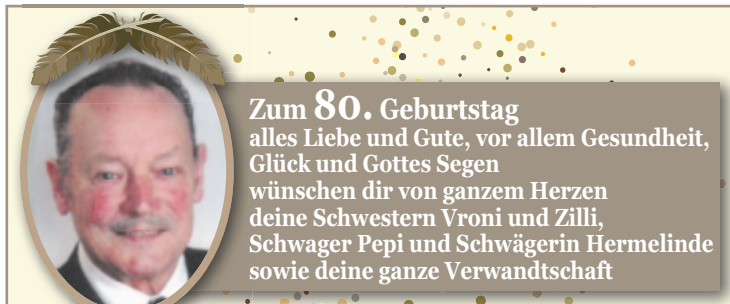 Zum 80. Geburtstag
alles Liebe und Gute, vor allem Gesundheit,
Glück und Gottes Segen
wünschen dir von ganzem Herzen
deine Schwestern Vroni und Zilli,
Schwager Pepi und Schwägerin Hermelinde
sowie deine ganze Verwandtschaft